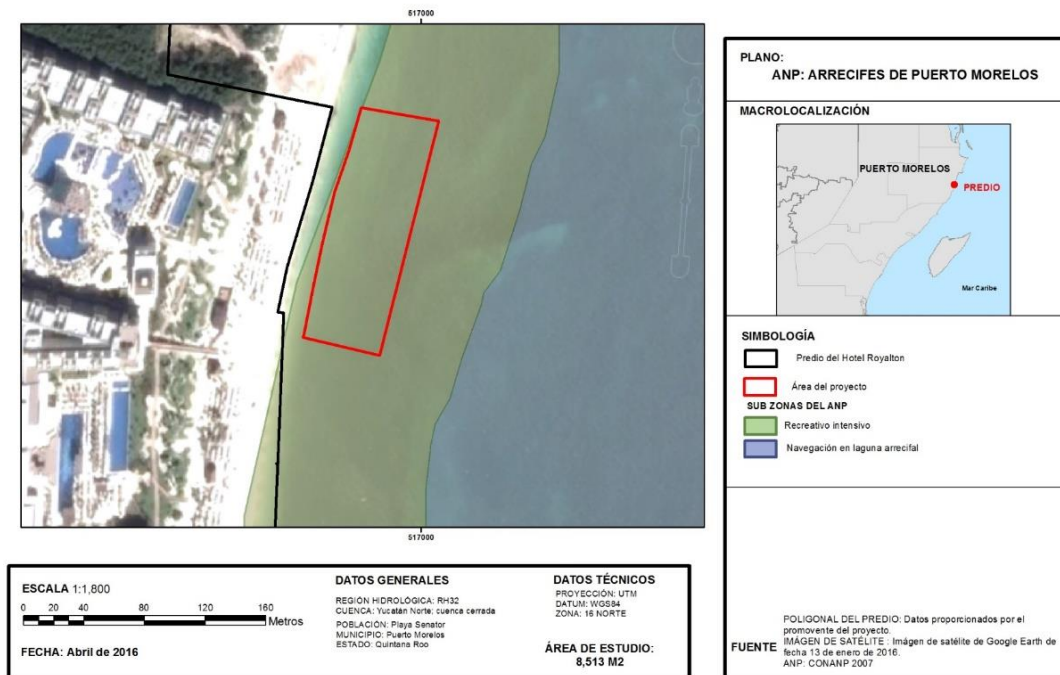 517000
517000
PLANO:
ANP: ARRECIFES DE PUERTO MORELOS
MACROLOCALIZACIÓN
PUERTO MORELOS
PREDIO
Mar Caribe
SIMBOLOGÍA
Predio del Hotel Royalton
Área del proyecto
SUB ZONAS DEL ANP
Recreativo intensivo
Navegación en laguna arrecifal
FUENTE
POLIGONAL DEL PREDIO: Datos proporcionados por el
promovente del proyecto.
IMÁGEN DE SATÉLITE : Imágen de satélite de Google Earth de
fecha 13 de enero de 2016.
ANP: CONANP 2007
ESCALA 1:1,800
0 20 40 80 120 160
Metros
FECHA: Abril de 2016
DATOS GENERALES
REGIÓN HIDROLÓGICA: RH32
CUENCA: Yucatán Norte; cuenca cerrada
POBLACIÓN: Playa Senator
MUNICIPIO: Puerto Morelos
ESTADO: Quintana Roo
DATOS TÉCNICOS
PROYECCIÓN: UTM
DATUM: WGS84
ZONA: 16 NORTE
ÁREA DE ESTUDIO:
8,513 M2